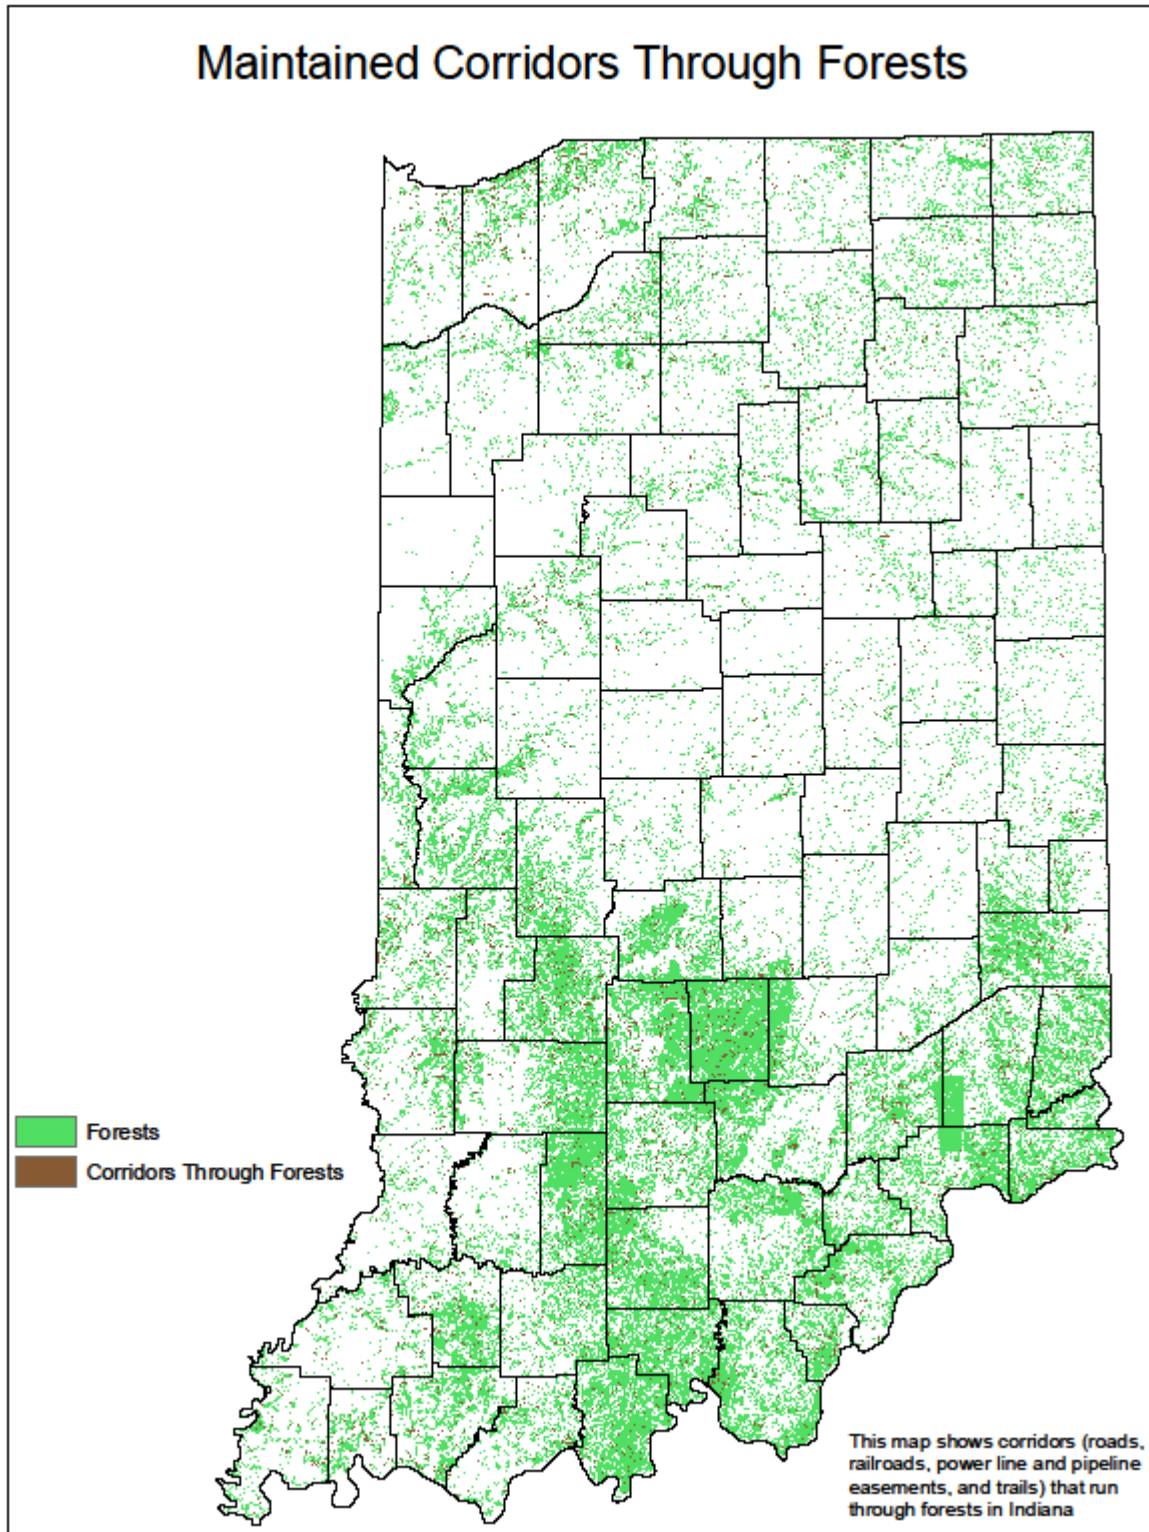 Maintained Corridors Through Forests
Forests
Corridors Through Forests
This map shows corridors (roads,
railroads, power line and pipeline
easements, and trails) that run
through forests in Indiana